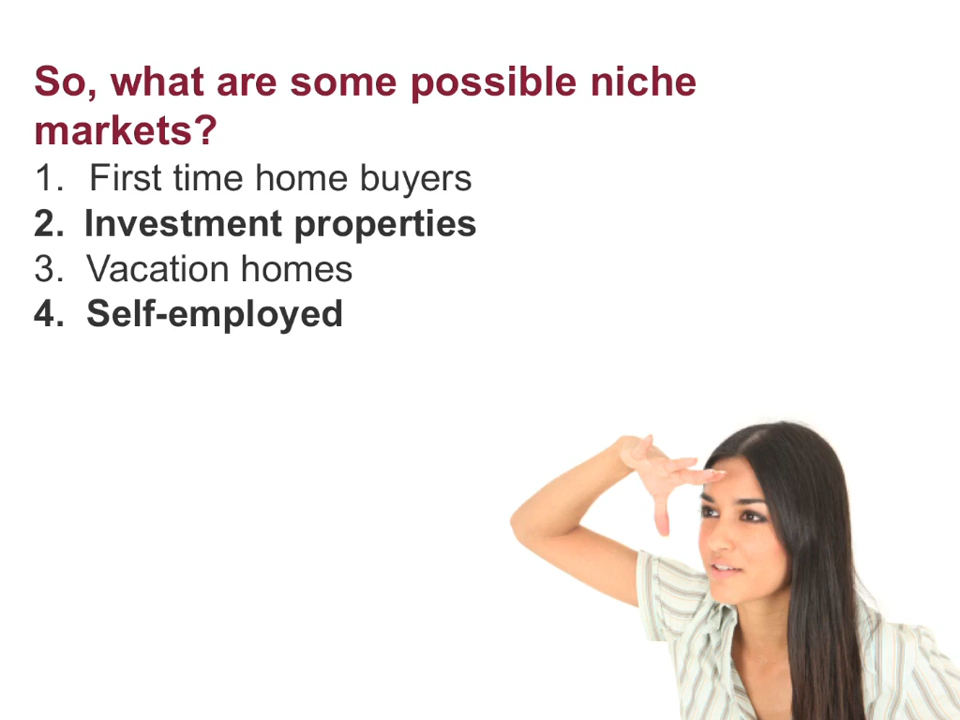 So, what are some possible niche
markets?
1. First time home buyers
2. Investment properties
3. Vacation homes
4. Self-employed